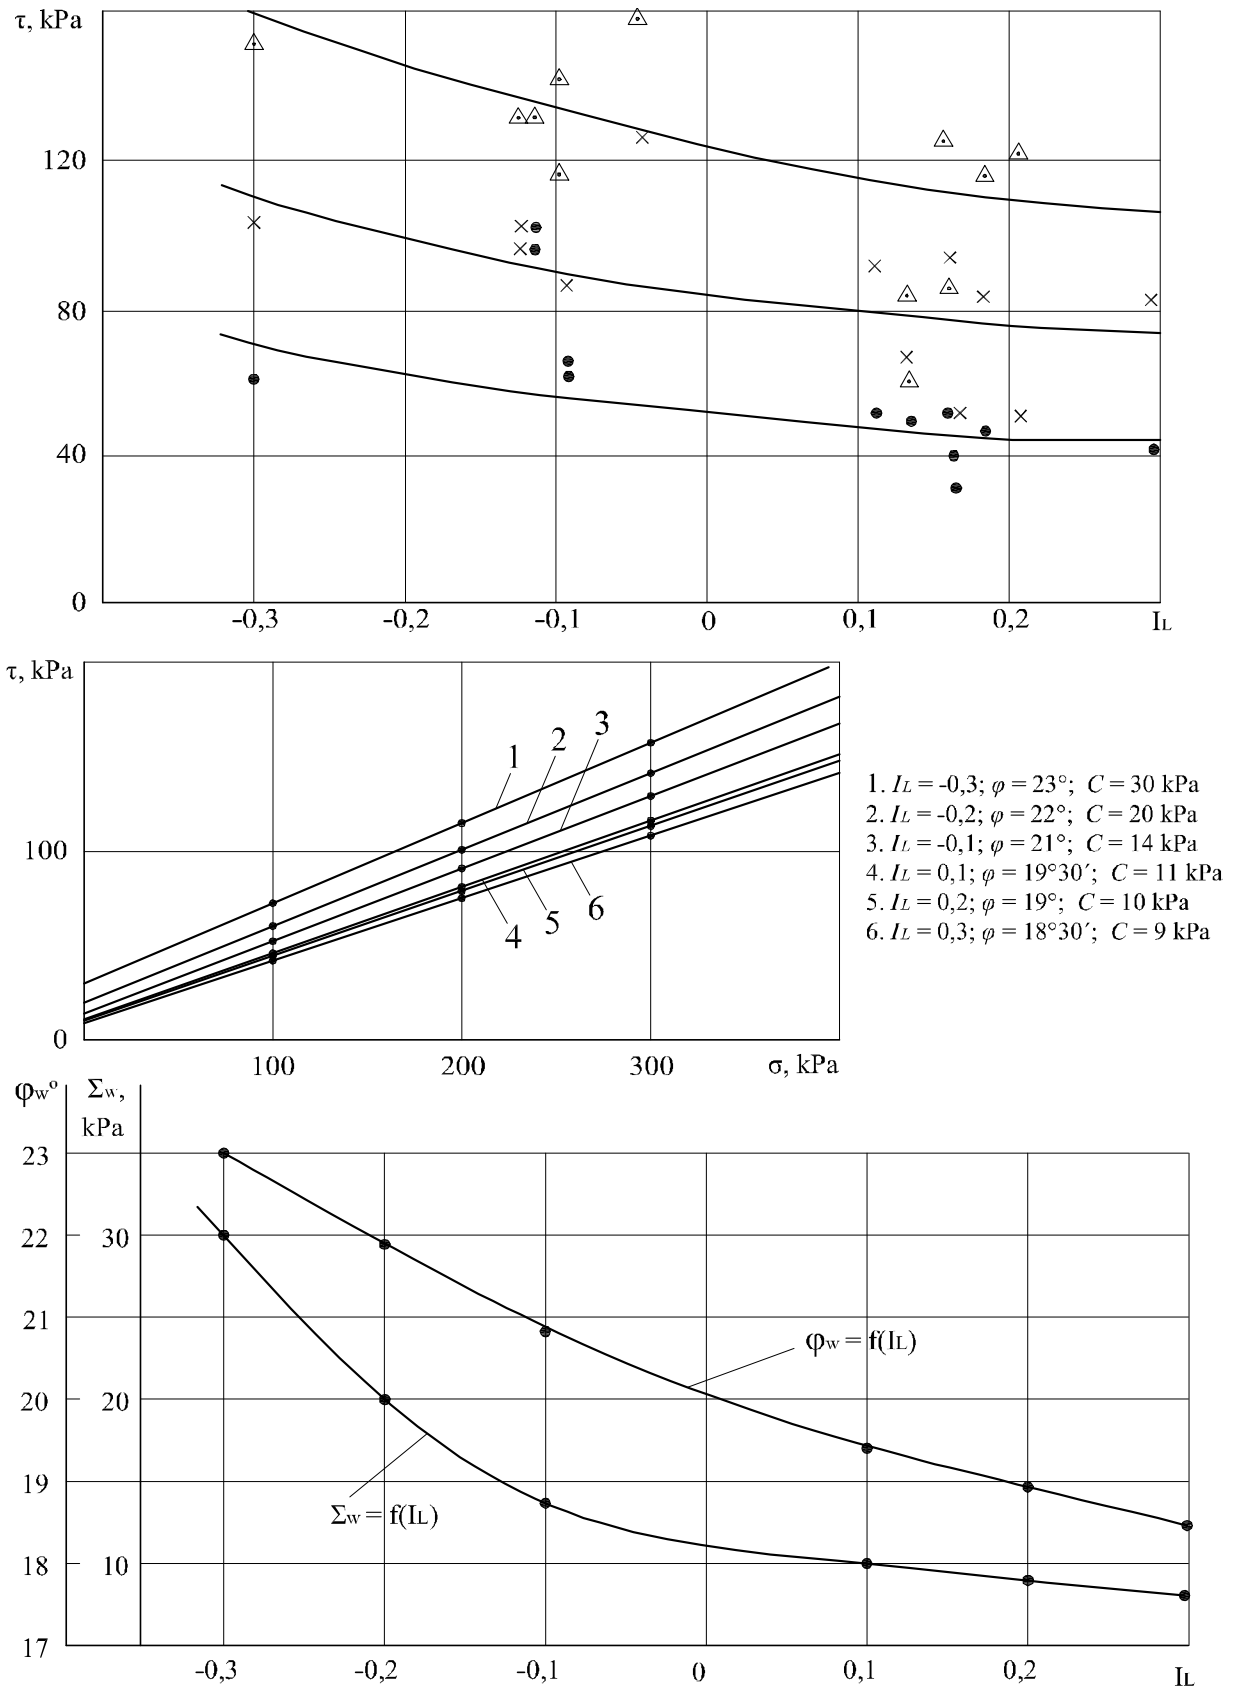 τ, kPa
120
80
40
0
-0,3 -0,2 -0,1 0 0,1 0,2 IL
τ, kPa
1 2 3
100
4 5 6
0
100 200 300 σ, kPa
1. IL = -0,3; φ = 23°; C = 30 kPa
2. IL = -0,2; φ = 22°; C = 20 kPa
3. IL = -0,1; φ = 21°; C = 14 kPa
4. IL = 0,1; φ = 19°30′; C = 11 kPa
5. IL = 0,2; φ = 19°; C = 10 kPa
6. IL = 0,3; φ = 18°30′; C = 9 kPa
φw° Σw,
kPa
23
22 30
21
φw = f(IL)
20 20
19
Σw = f(IL)
18 10
17
-0,3 -0,2 -0,1 0 0,1 0,2 IL